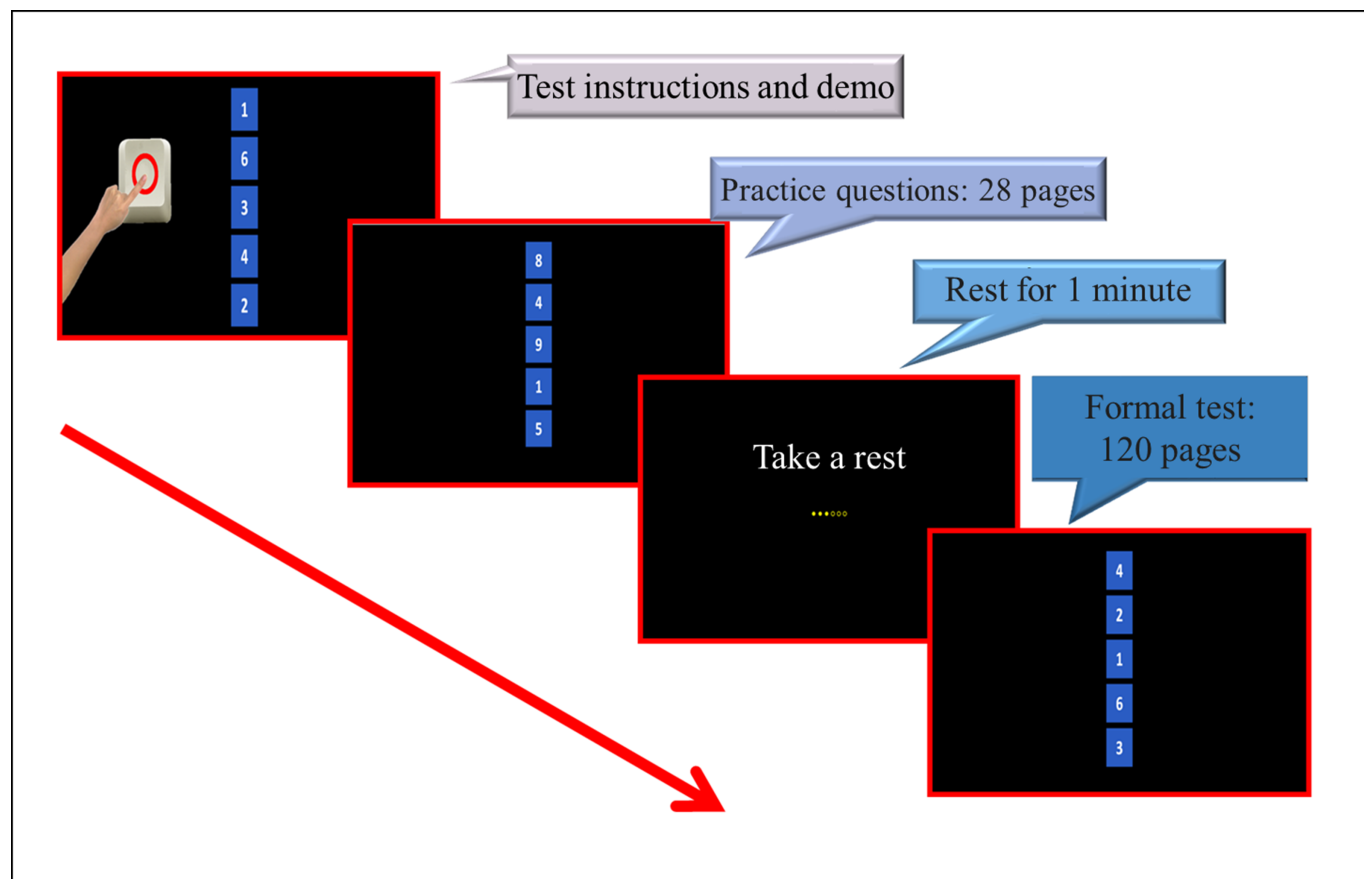 Test instructions and demo
1
6
3
4
2
Practice questions: 28 pages
8
4
9
1
5
Rest for 1 minute
Take a rest
Formal test:
120 pages
4
2
1
6
3